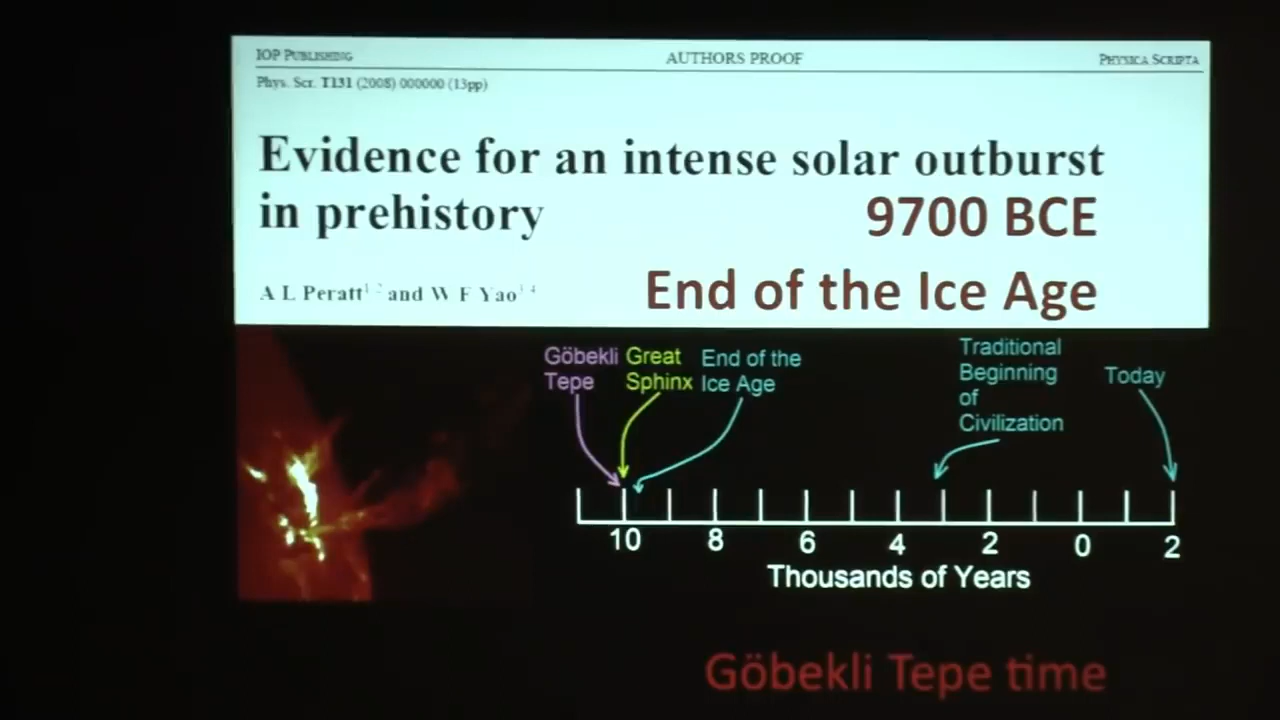 IOP PUBLISHING
AUTHORS PROOF
PHYSICA SCRIPTA
Phys. Scr. T131 (2008) 000000 (13pp)
Evidence for an intense solar outburst
in prehistory
9700 BCE
A L Peratt and W F Yao
End of the Ice Age
Göbekli
Tepe
Great
Sphinx
End of the
Ice Age
Traditional
Beginning
of
Civilization
Today
10 8 6 4 2 0 2
Thousands of Years
Göbekli Tepe time